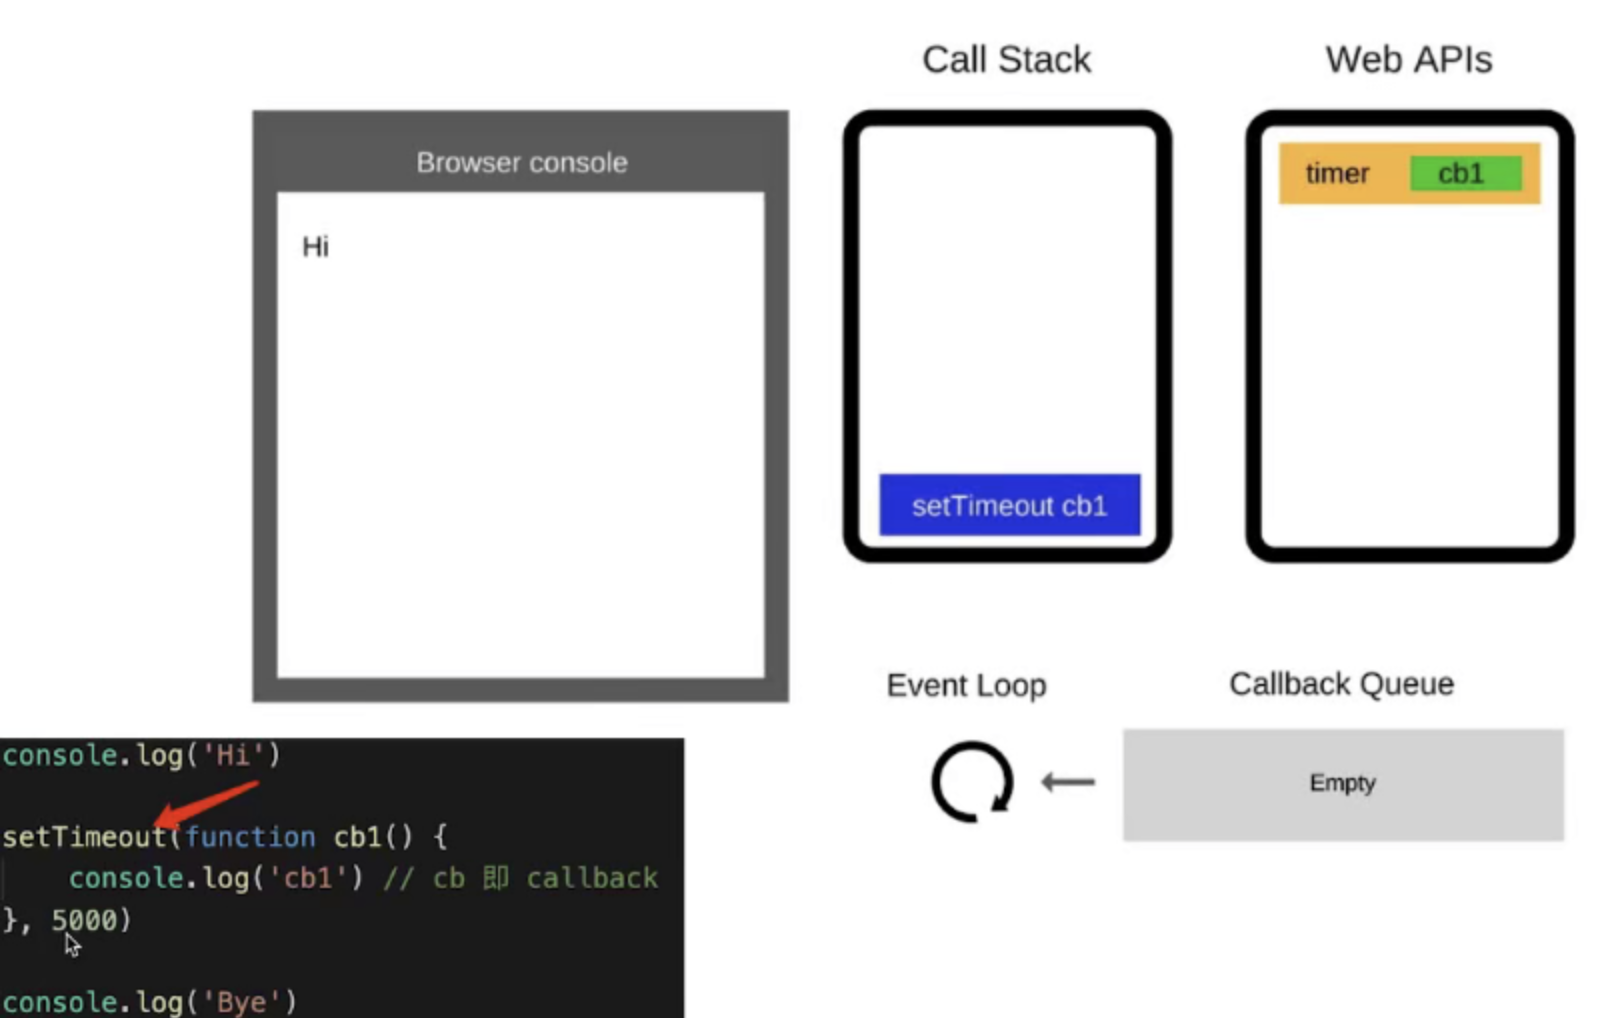 Call Stack
Web APIs
Browser console
timer
cb1
Hi
setTimeout cb1
Event Loop
Callback Queue
Empty
console.log('Hi')
setTimeout(function cb1() {
    console.log('cb1') // cb 即 callback
}, 5000)
console.log('Bye')